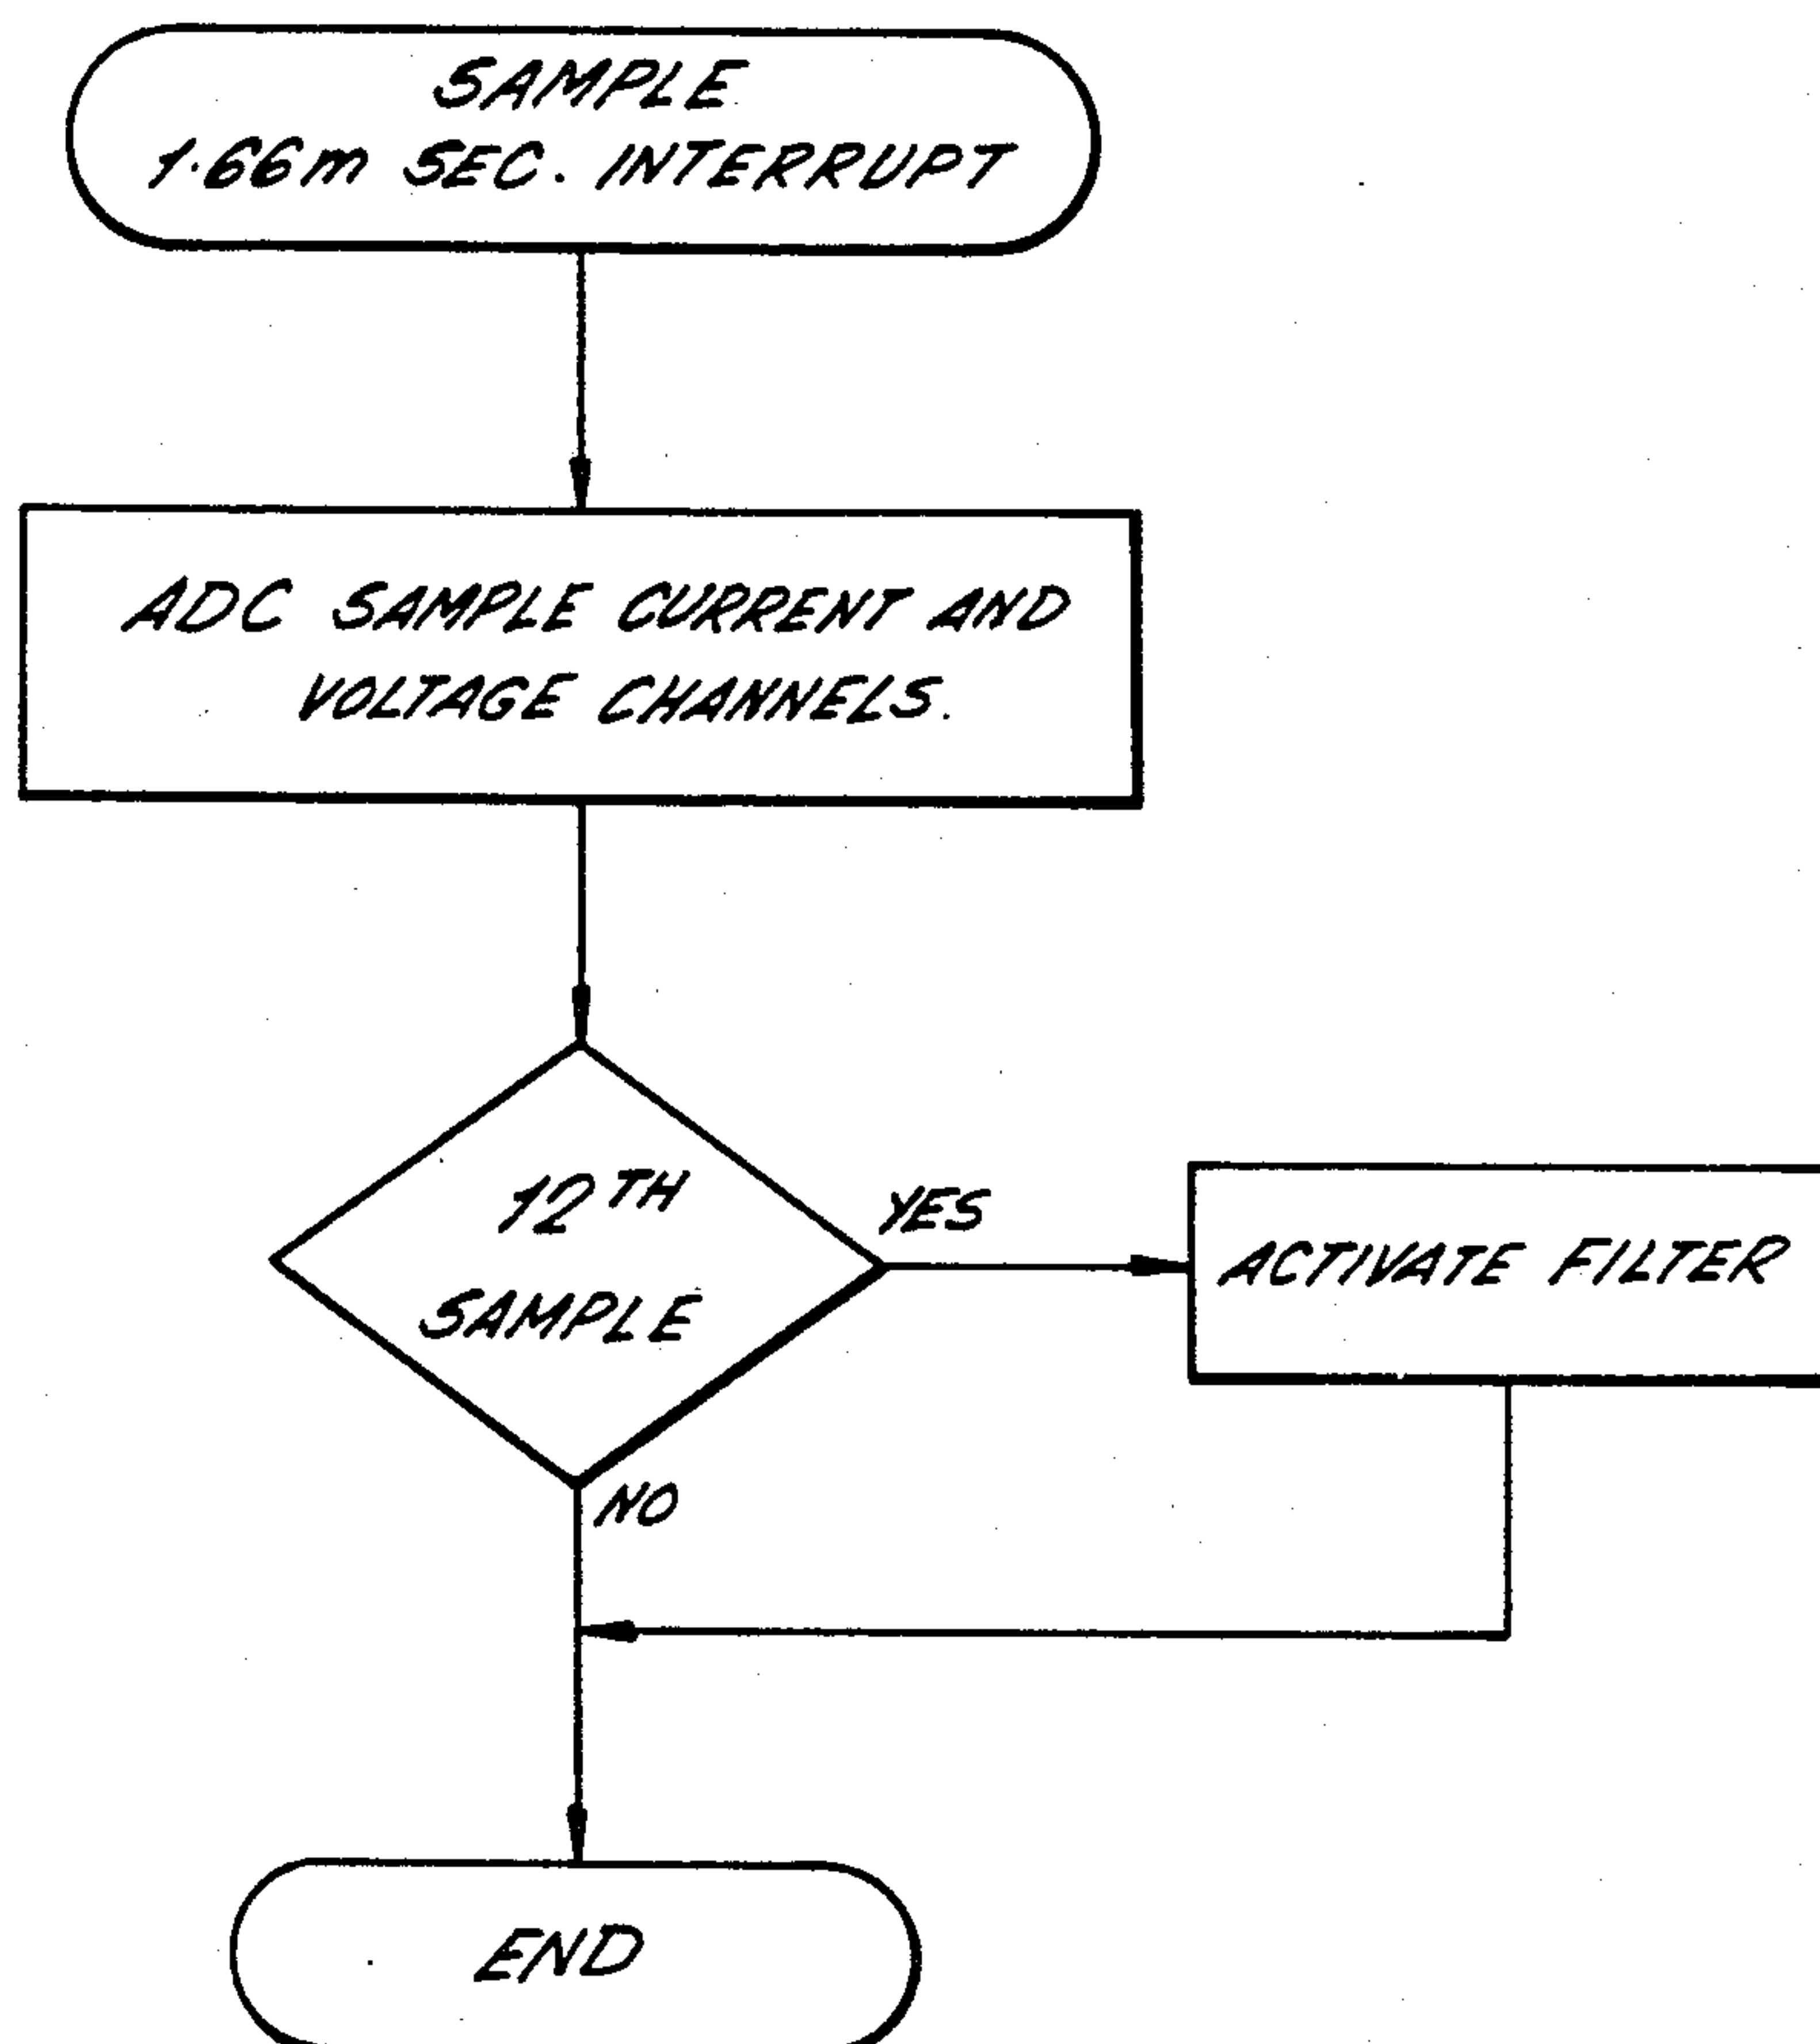 SAMPLE
1.66m SEC. INTERRUPT
ADC SAMPLE CURRENT AND
VOLTAGE CHANNELS.
12TH
SAMPLE
YES
ACTIVATE FILTER
NO
END